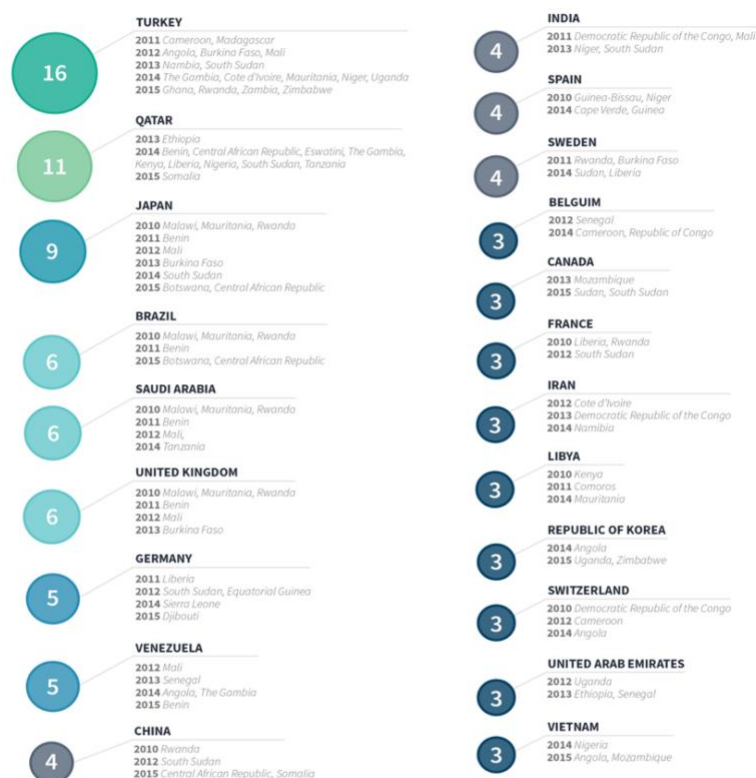 TURKEY
16
2011 Cameroon, Madagascar
2012 Angola, Burkina Faso, Mali
2013 Nambia, South Sudan
2014 The Gambia, Cote d'Ivoire, Mauritania, Niger, Uganda
2015 Ghana, Rwanda, Zambia, Zimbabwe
QATAR
11
2013 Ethiopia
2014 Benin, Central African Republic, Eswatini, The Gambia,
Kenya, Liberia, Nigeria, South Sudan, Tanzania
2015 Somalia
JAPAN
9
2010 Malawi, Mauritania, Rwanda
2011 Benin
2012 Mali
2013 Burkina Faso
2014 South Sudan
2015 Botswana, Central African Republic
BRAZIL
6
2010 Malawi, Mauritania, Rwanda
2011 Benin
2015 Botswana, Central African Republic
SAUDI ARABIA
6
2010 Malawi, Mauritania, Rwanda
2011 Benin
2012 Mali,
2014 Tanzania
UNITED KINGDOM
6
2010 Malawi, Mauritania, Rwanda
2011 Benin
2012 Mali
2013 Burkina Faso
GERMANY
5
2011 Liberia
2012 South Sudan, Equatorial Guinea
2014 Sierra Leone
2015 Djibouti
VENEZUELA
5
2012 Mali
2013 Senegal
2014 Angola, The Gambia
2015 Benin
CHINA
4
2010 Rwanda
2012 South Sudan
2015 Central African Republic, Somalia
INDIA
4
2011 Democratic Republic of the Congo, Mali
2013 Niger, South Sudan
SPAIN
4
2010 Guinea-Bissau, Niger
2014 Cape Verde, Guinea
SWEDEN
4
2011 Rwanda, Burkina Faso
2014 Sudan, Liberia
BELGUIM
3
2012 Senegal
2014 Cameroon, Republic of Congo
CANADA
3
2013 Mozambique
2015 Sudan, South Sudan
FRANCE
3
2010 Liberia, Rwanda
2012 South Sudan
IRAN
3
2012 Cote d'Ivoire
2013 Democratic Republic of the Congo
2014 Namibia
LIBYA
3
2010 Kenya
2011 Comoros
2014 Mauritania
REPUBLIC OF KOREA
3
2014 Angola
2015 Uganda, Zimbabwe
SWITZERLAND
3
2010 Democratic Republic of the Congo
2012 Cameroon
2014 Angola
UNITED ARAB EMIRATES
3
2012 Uganda
2013 Ethiopia, Senegal
VIETNAM
3
2014 Nigeria
2015 Angola, Mozambique